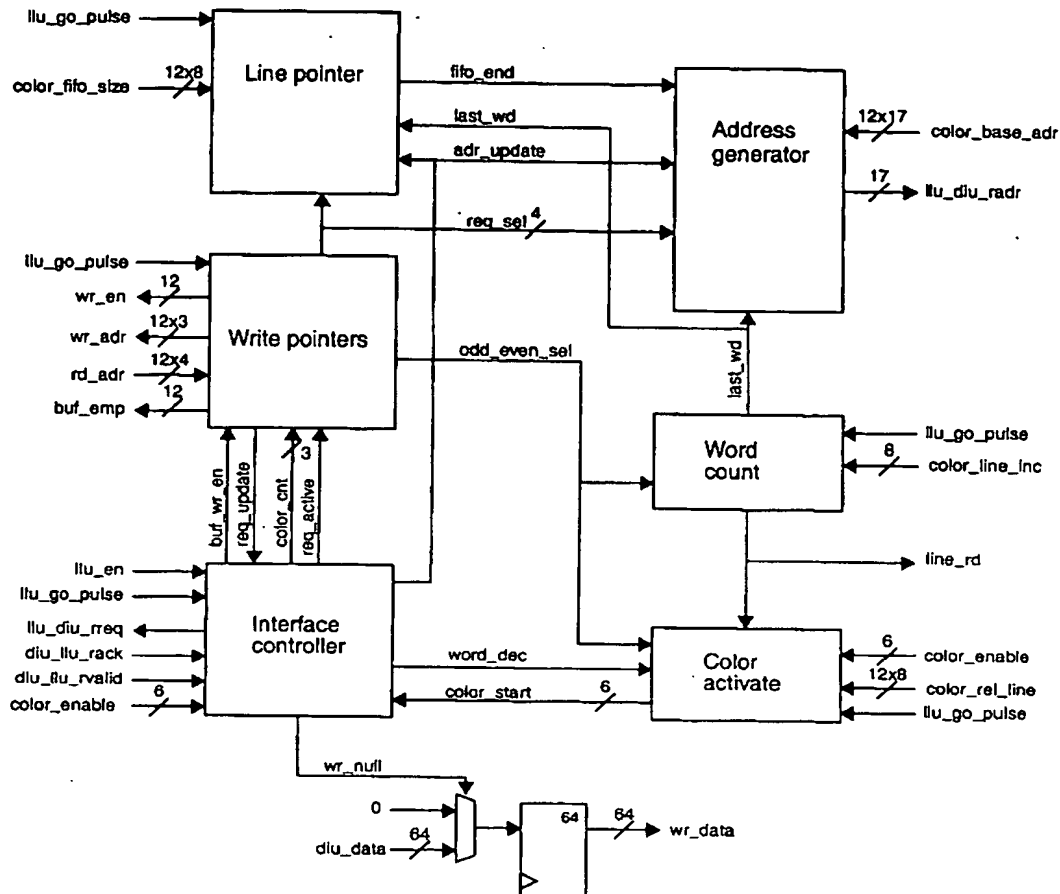 llu_go_pulse
color_fifo_size
12x8
Line pointer
fifo_end
last_wd
adr_update
req_sel
4
Address
generator
12x17
color_base_adr
17
llu_diu_radr
llu_go_pulse
wr_en
12
wr_adr
12x3
rd_adr
12x4
buf_emp
12
Write pointers
odd_even_sel
last_wd
buf_wr_en
req_update
color_cnt
3
req_active
Word
count
llu_go_pulse
8
color_line_inc
line_rd
llu_en
llu_go_pulse
llu_diu_rreq
diu_llu_rack
diu_llu_rvalid
color_enable
6
Interface
controller
word_dec
color_start
6
Color
activate
6
color_enable
12x8
color_rel_line
llu_go_pulse
wr_null
0
diu_data
64
64
64
wr_data